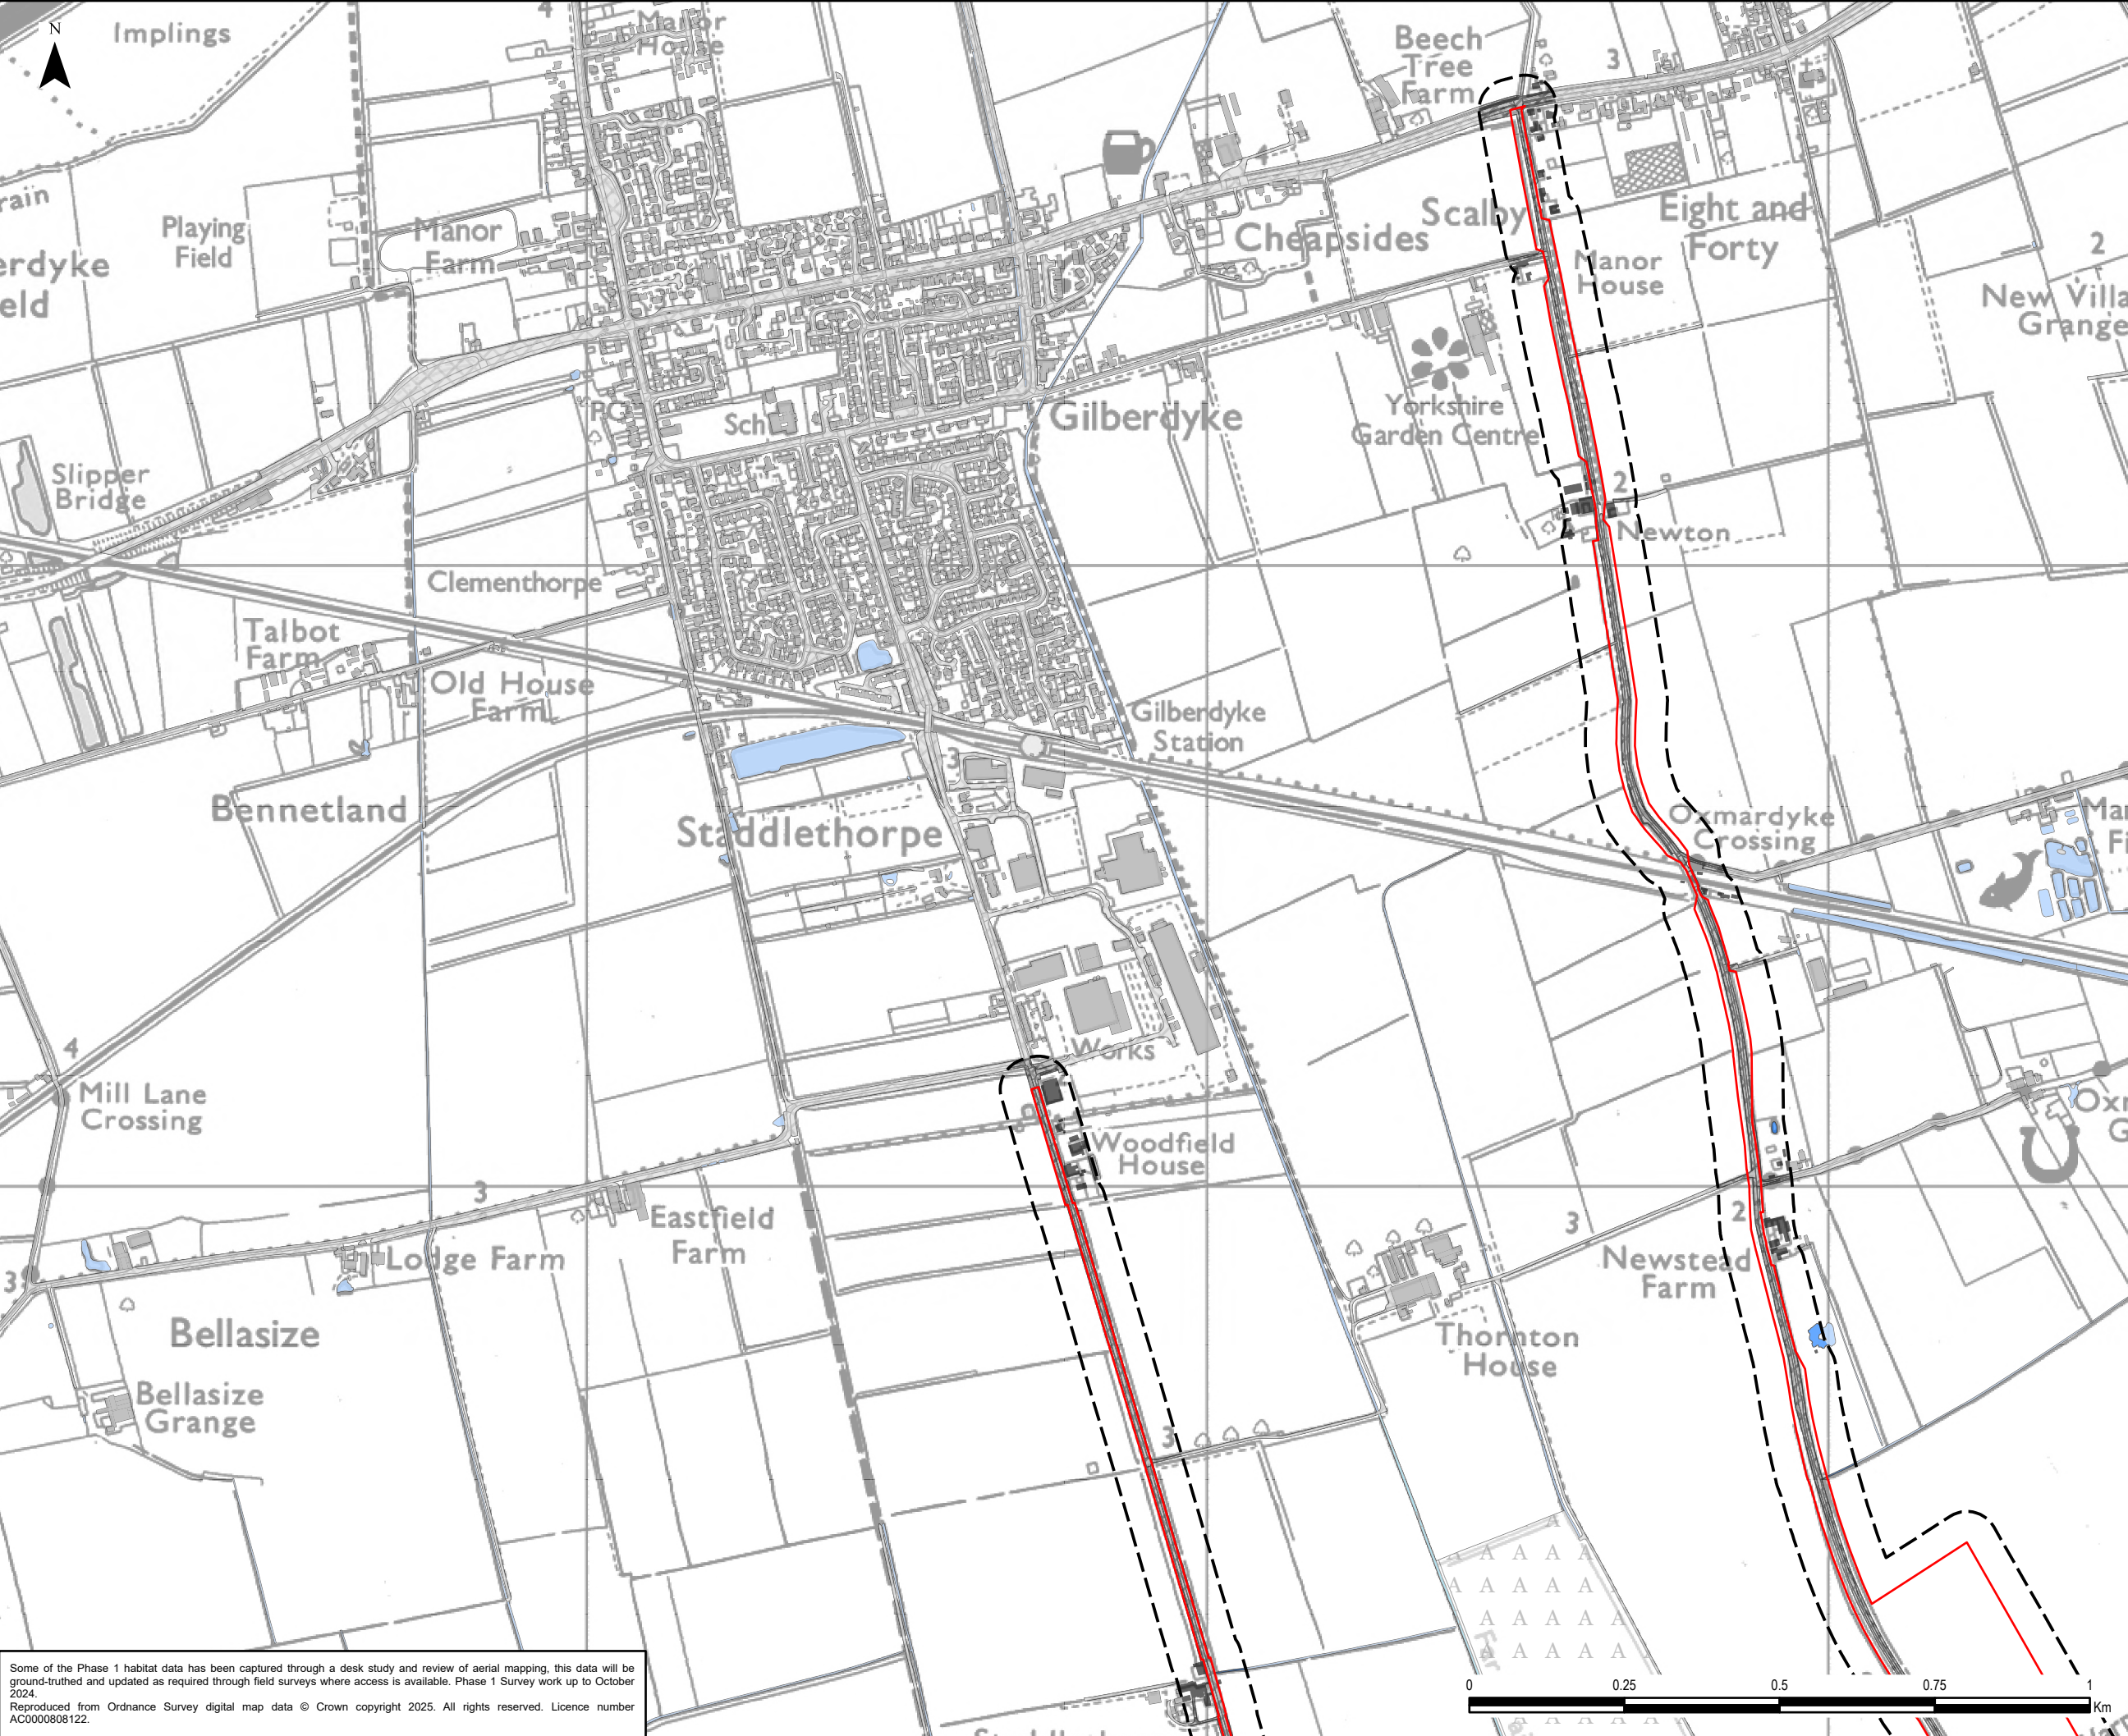 N
Implings
4
Manor
House
Beech
Tree
Farm
3
rain
Playing
Field
Manor
Farm
erdyke
eld
4
Cheapsides
Scalby
Eight and
Forty
Manor
House
2
New Villa
Grange
Slipper
Bridge
PC
Sch
Gilberdyke
Yorkshire
Garden Centre
2
Newton
Clementhorpe
Talbot
Farm
Old House
Farm
Gilberdyke
Station
3
Bennetland
Staddlethorpe
Oxmardyke
Crossing
Mar
Fi
4
Mill Lane
Crossing
Works
Woodfield
House
Oxr
G
3
Eastfield
Farm
Lodge Farm
3
3
2
Newstead
Farm
Bellasize
Thornton
House
Bellasize
Grange
3
A
A A A A A
A A A A A
A A A A A
A A A A A
Some of the Phase 1 habitat data has been captured through a desk study and review of aerial mapping, this data will be
ground-truthed and updated as required through field surveys where access is available. Phase 1 Survey work up to October
2024.
Reproduced from Ordnance Survey digital map data © Crown copyright 2025. All rights reserved. Licence number
AC0000808122.
0 0.25 0.5 0.75 1
Km